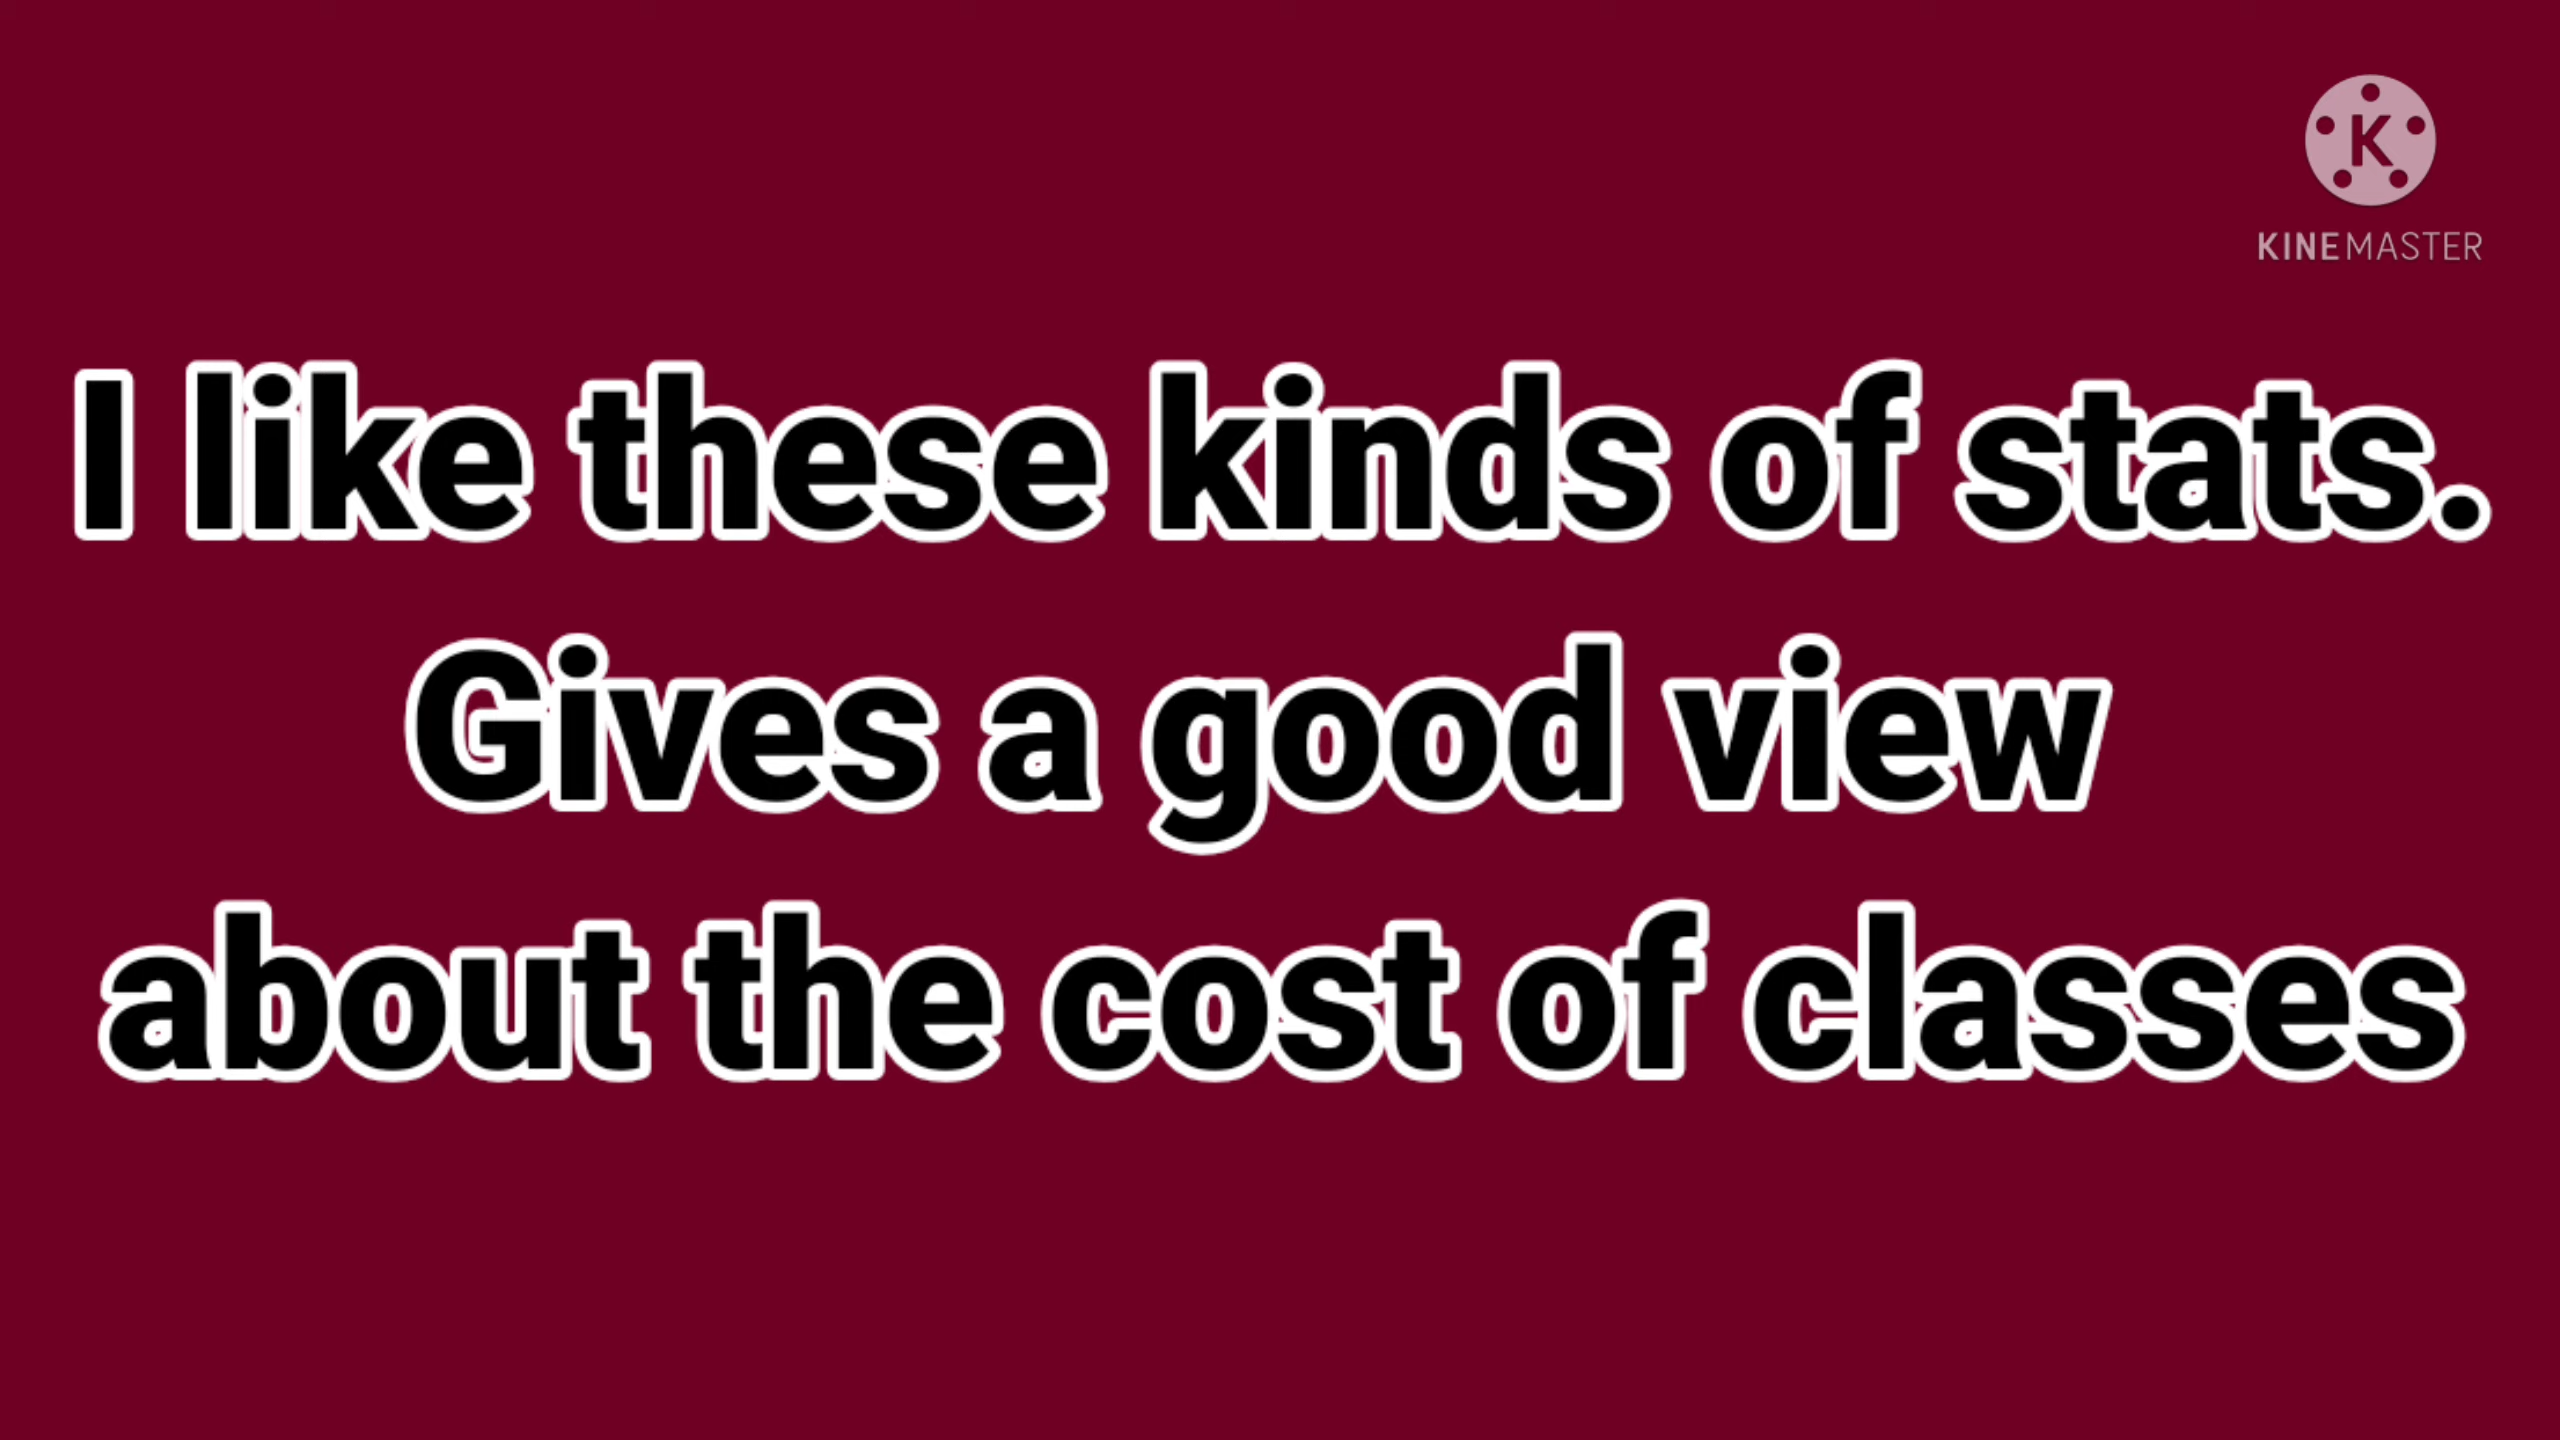 K
KINEMASTER
I like these kinds of stats.
Gives a good view
about the cost of classes